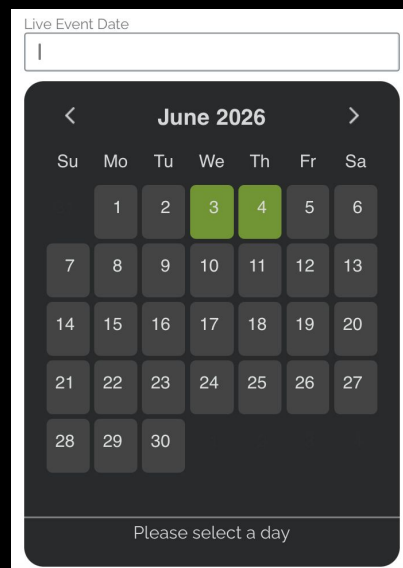 Live Event Date
June 2026
Su Mo Tu We Th Fr Sa
1 2 3 4 5 6
7 8 9 10 11 12 13
14 15 16 17 18 19 20
21 22 23 24 25 26 27
28 29 30
Please select a day